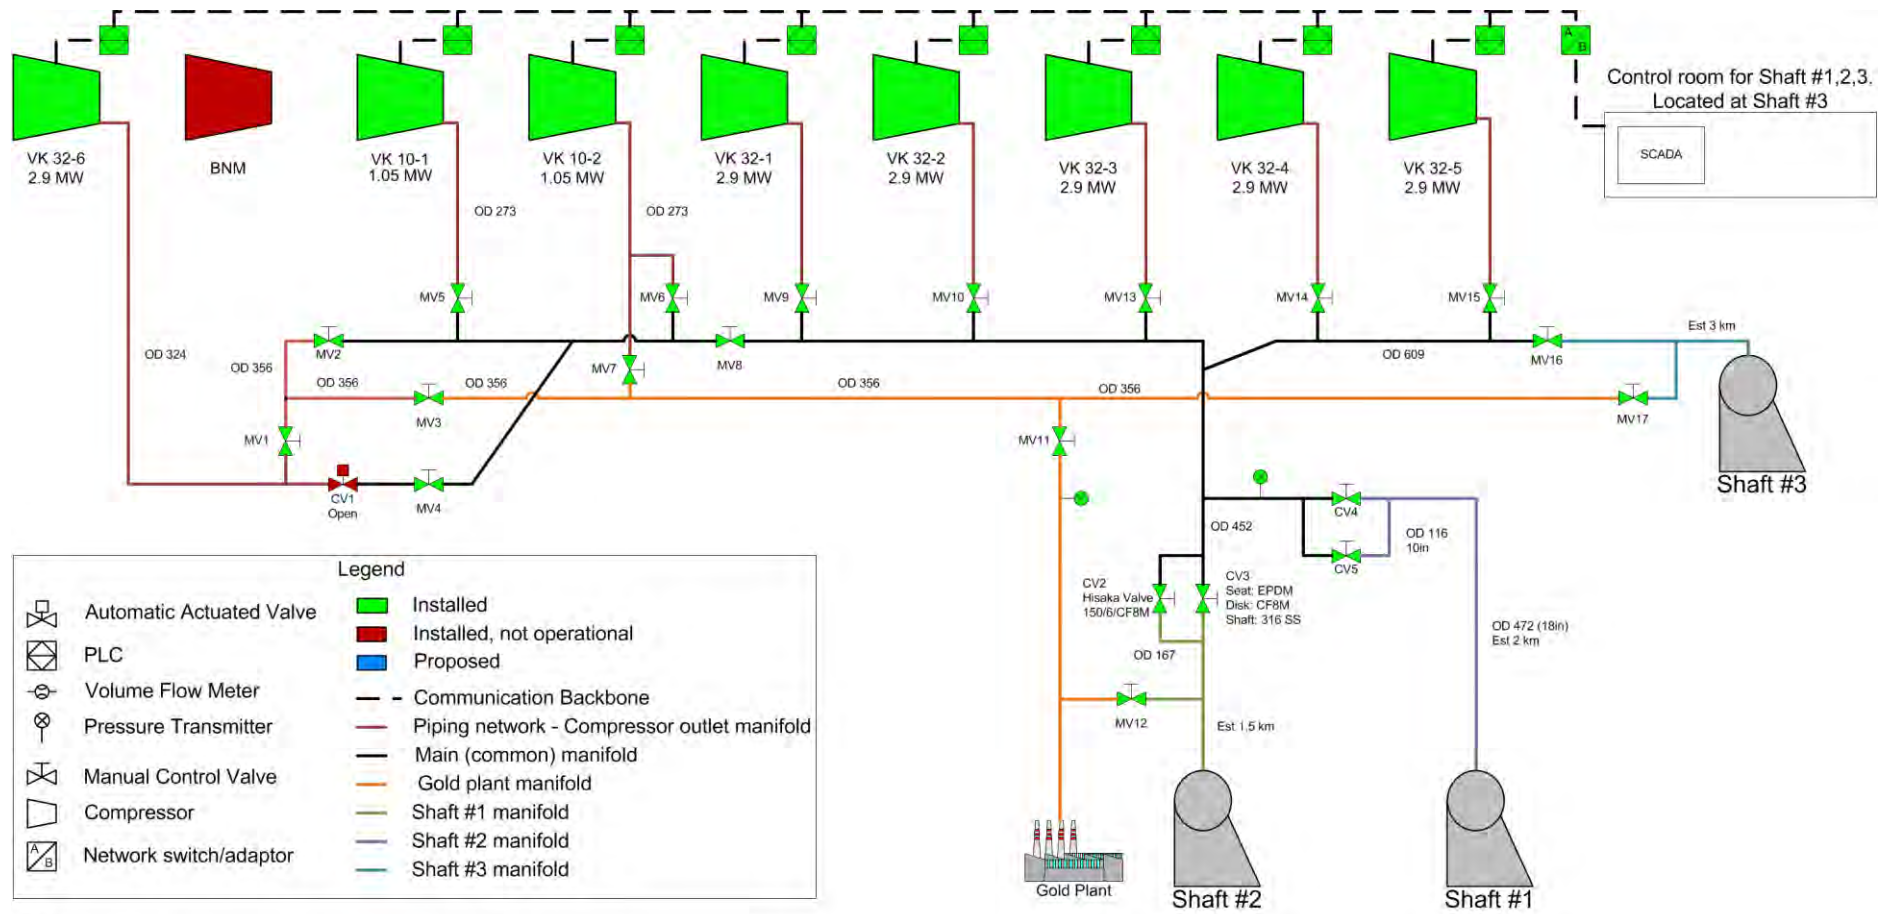 A
B
Control room for Shaft #1,2,3.
Located at Shaft #3
SCADA
VK 32-6
2.9 MW
BNM
VK 10-1
1.05 MW
VK 10-2
1.05 MW
VK 32-1
2.9 MW
VK 32-2
2.9 MW
VK 32-3
2.9 MW
VK 32-4
2.9 MW
VK 32-5
2.9 MW
OD 273
OD 273
MV5
MV6
MV9
MV10
MV13
MV14
MV15
Est 3 km
OD 324
OD 356
MV2
MV7
MV8
OD 609
MV16
OD 356
OD 356
OD 356
OD 356
MV3
MV17
MV1
MV11
CV1
Open
MV4
Shaft #3
CV4
OD 452
OD 116
10in
CV5
CV2
Hisaka Valve
150/6/CF8M
CV3
Seat: EPDM
Disk: CF8M
Shaft: 316 SS
OD 167
OD 472 (18in)
Est 2 km
MV12
Est 1.5 km
Gold Plant
Shaft #2
Shaft #1
Legend
Automatic Actuated Valve
PLC
Volume Flow Meter
Pressure Transmitter
Manual Control Valve
Compressor
A
B
Network switch/adaptor
Installed
Installed, not operational
Proposed
Communication Backbone
Piping network - Compressor outlet manifold
Main (common) manifold
Gold plant manifold
Shaft #1 manifold
Shaft #2 manifold
Shaft #3 manifold